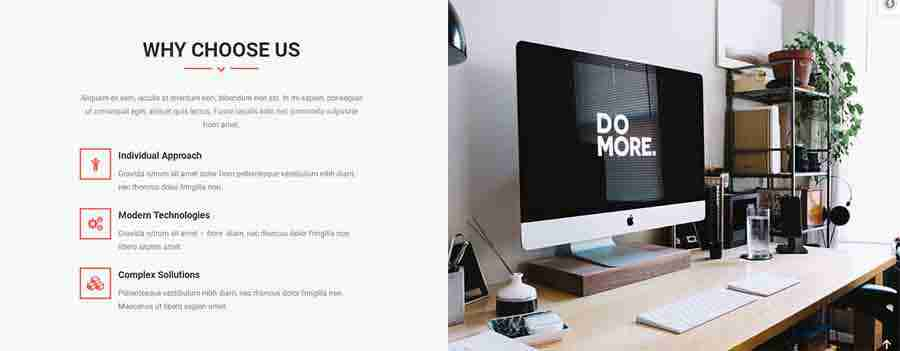 WHY CHOOSE US
Aliquam ex sem, iaculis at interdum non, bibendum non est. In mi sapien, consequat
ut consequat eget, aliquet quis lectus. Fusce iaculis odio nec commodo vulputate
from amet.
Individual Approach
Gravida rutrum sit amet dolor from pellentesque vestibulum nibh diam,
nec rhoncus dolor fringilla non.
Modern Technologies
Gravida rutrum sit amet diam, nec rhoncus dolor fringilla non
libero sapien amet.
Complex Sollutions
Pellentesque vestibulum nibh diam, nec rhoncus dolor fringilla non.
Maecenas ut libero sapien amet.
DO
MORE.